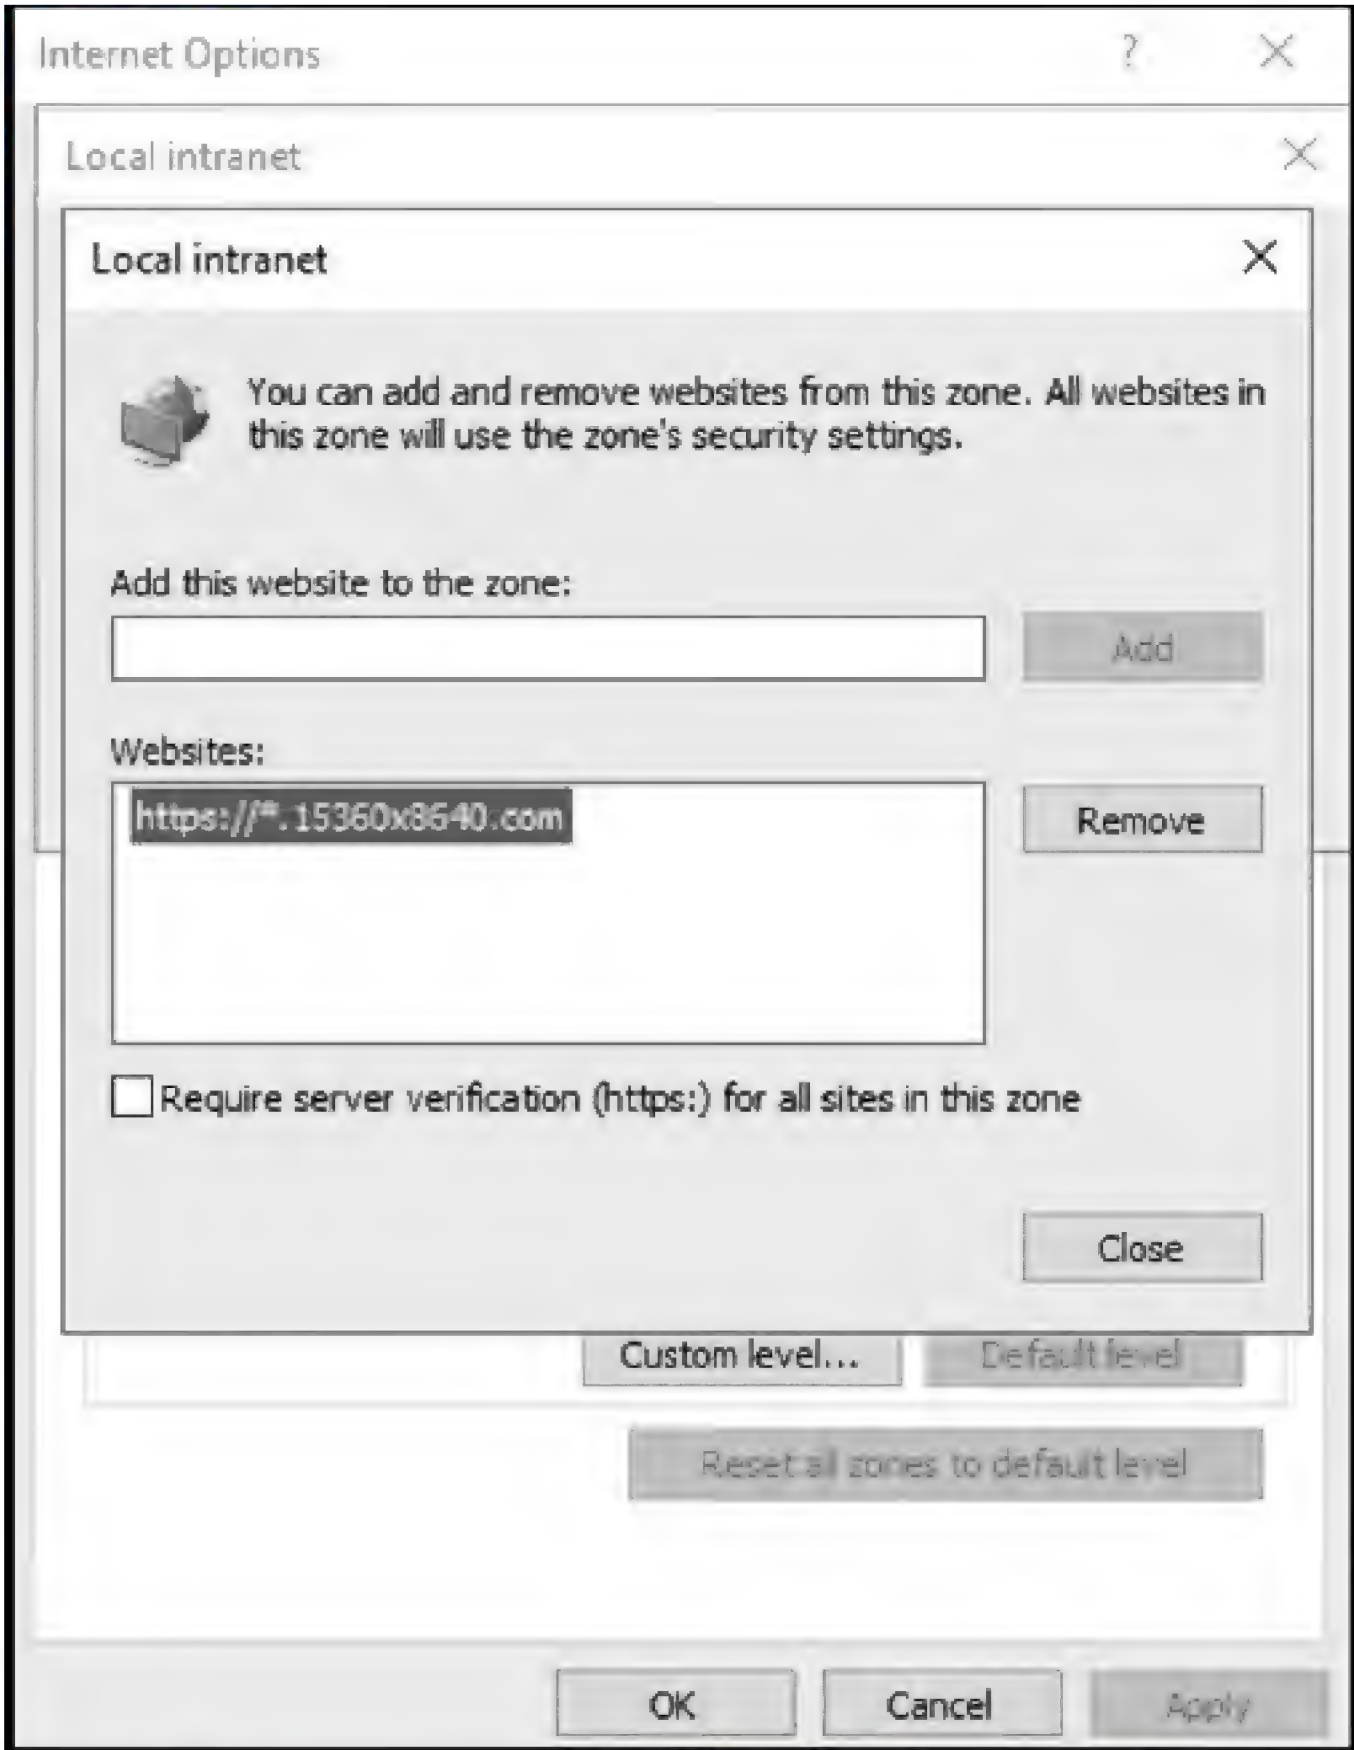 Internet Options
?
Local intranet
Local intranet
You can add and remove websites from this zone. All websites in
this zone will use the zone's security settings.
Add this website to the zone:
Add
Websites:
https://*.15360x8640.com
Remove
Require server verification (https:) for all sites in this zone
Close
Custom level...
Default level
Reset all zones to default level
OK
Cancel
Apply